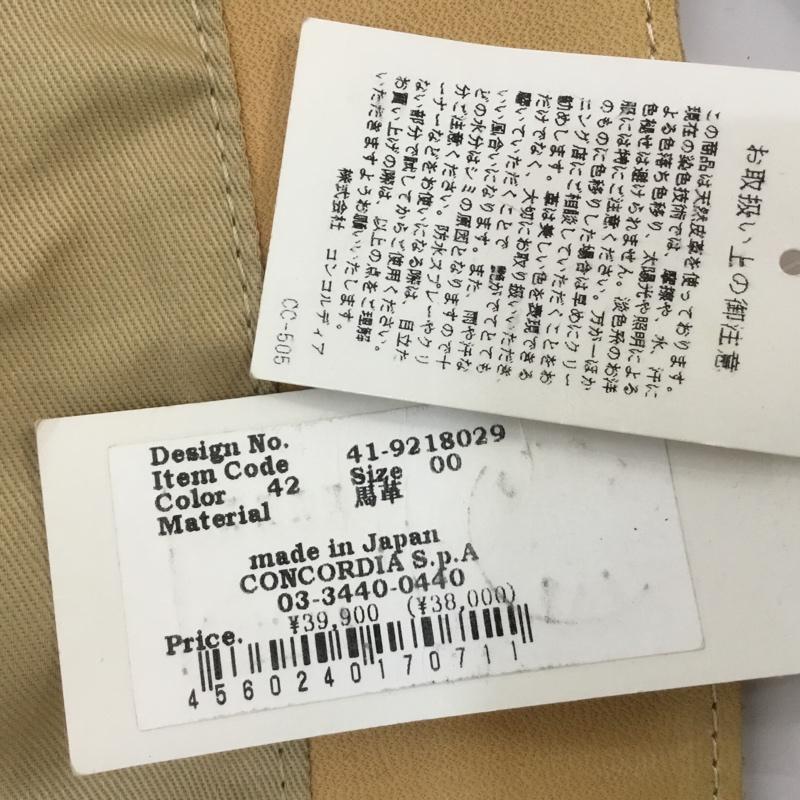 お取扱い上の御注意
この商品は天然皮革を使っております。
現在の染色技術では、摩擦や、水、汗に
よる色落ち色移り、太陽光や照明による
色褪せは避けられません。淡色系のお洋
服には特にご注意ください。万が一ほか
のものに色移りした場合は早めにクリー
ニング店にご相談していただくことをお
勧めします。革は美しい色を表現できる
だけでなく、大切にお取り扱いいただき、
磨いていただくことで艶がでてとても
いい風合いになります。また、雨や汗な
どの水分はシミの原因となりますので十
分ご注意ください。防水スプレーやクリ
ーナーなどをお使いになる際は、目立た
ない部分で試してからご使用ください。
お買い上げの際は、以上の点をご理解
いただきますようお願いいたします。
株式会社 コンコルディア
CC-505
Design No. 41-9218029
Item Code Size 00
Color 42 馬革
Material
made in Japan
CONCORDIA S.p.A
03-3440-0440
¥39,900 (¥38,000)
Price.
4560240170711